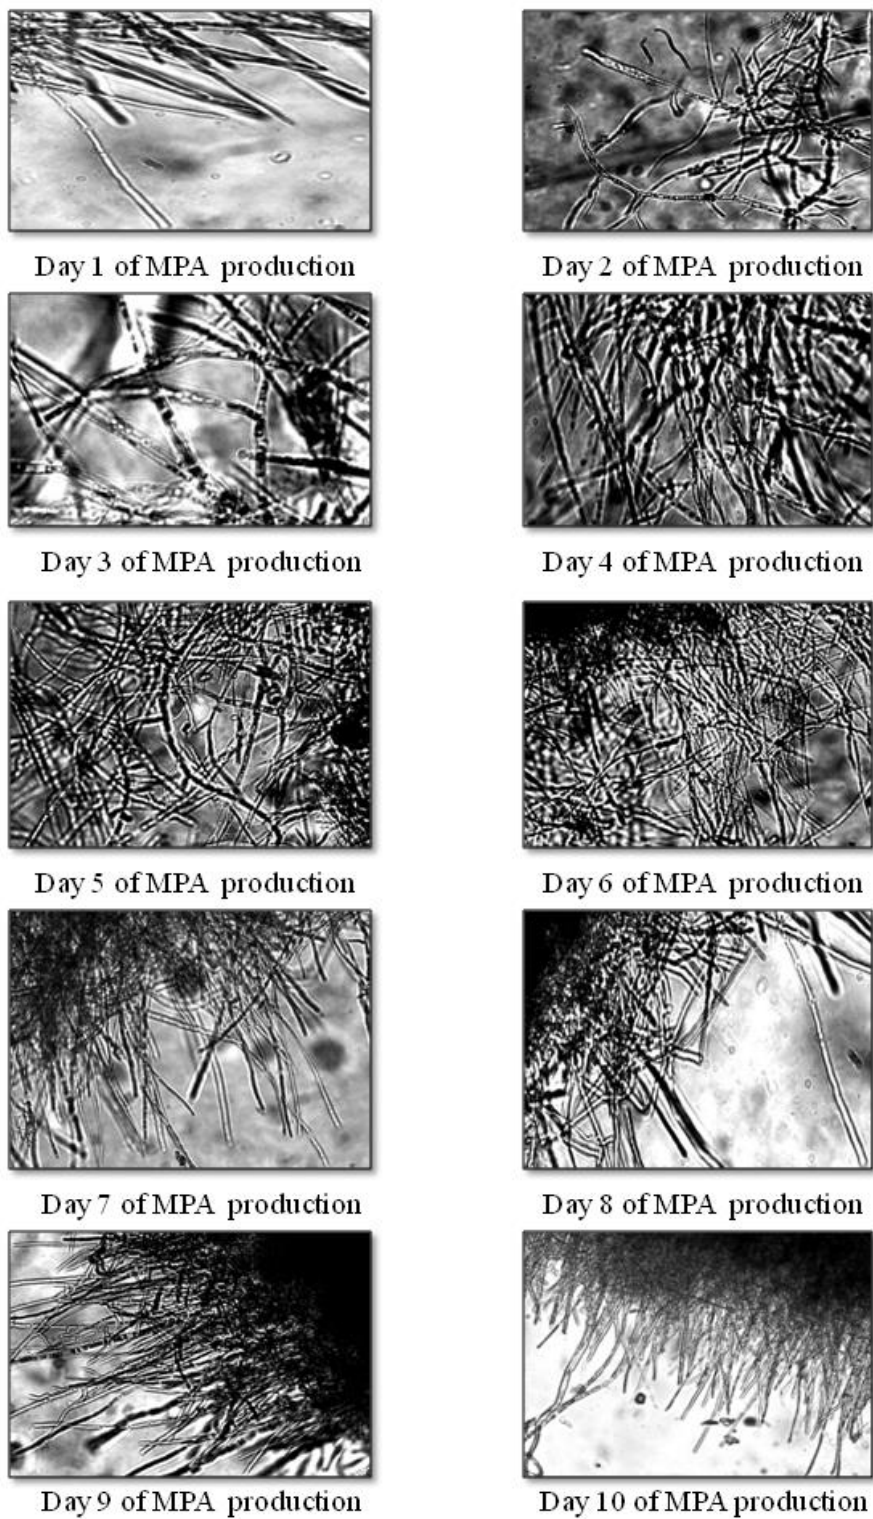 Day 1 of MPA production
Day 2 of MPA production
Day 3 of MPA production
Day 4 of MPA production
Day 5 of MPA production
Day 6 of MPA production
Day 7 of MPA production
Day 8 of MPA production
Day 9 of MPA production
Day 10 of MPA production